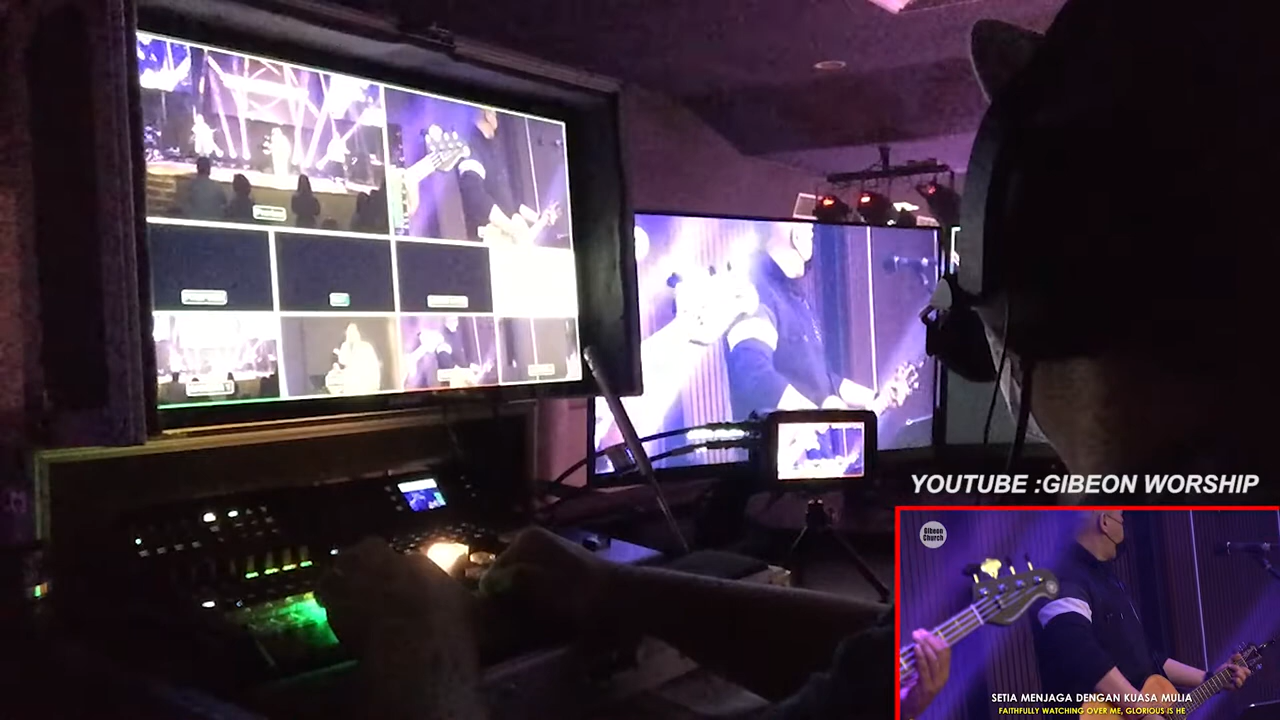 YOUTUBE :GIBEON WORSHIP
Gibeon
Church
SETIA MENJAGA DENGAN KUASA MULIA
FAITHFULLY WATCHING OVER ME, GLORIOUS IS HE